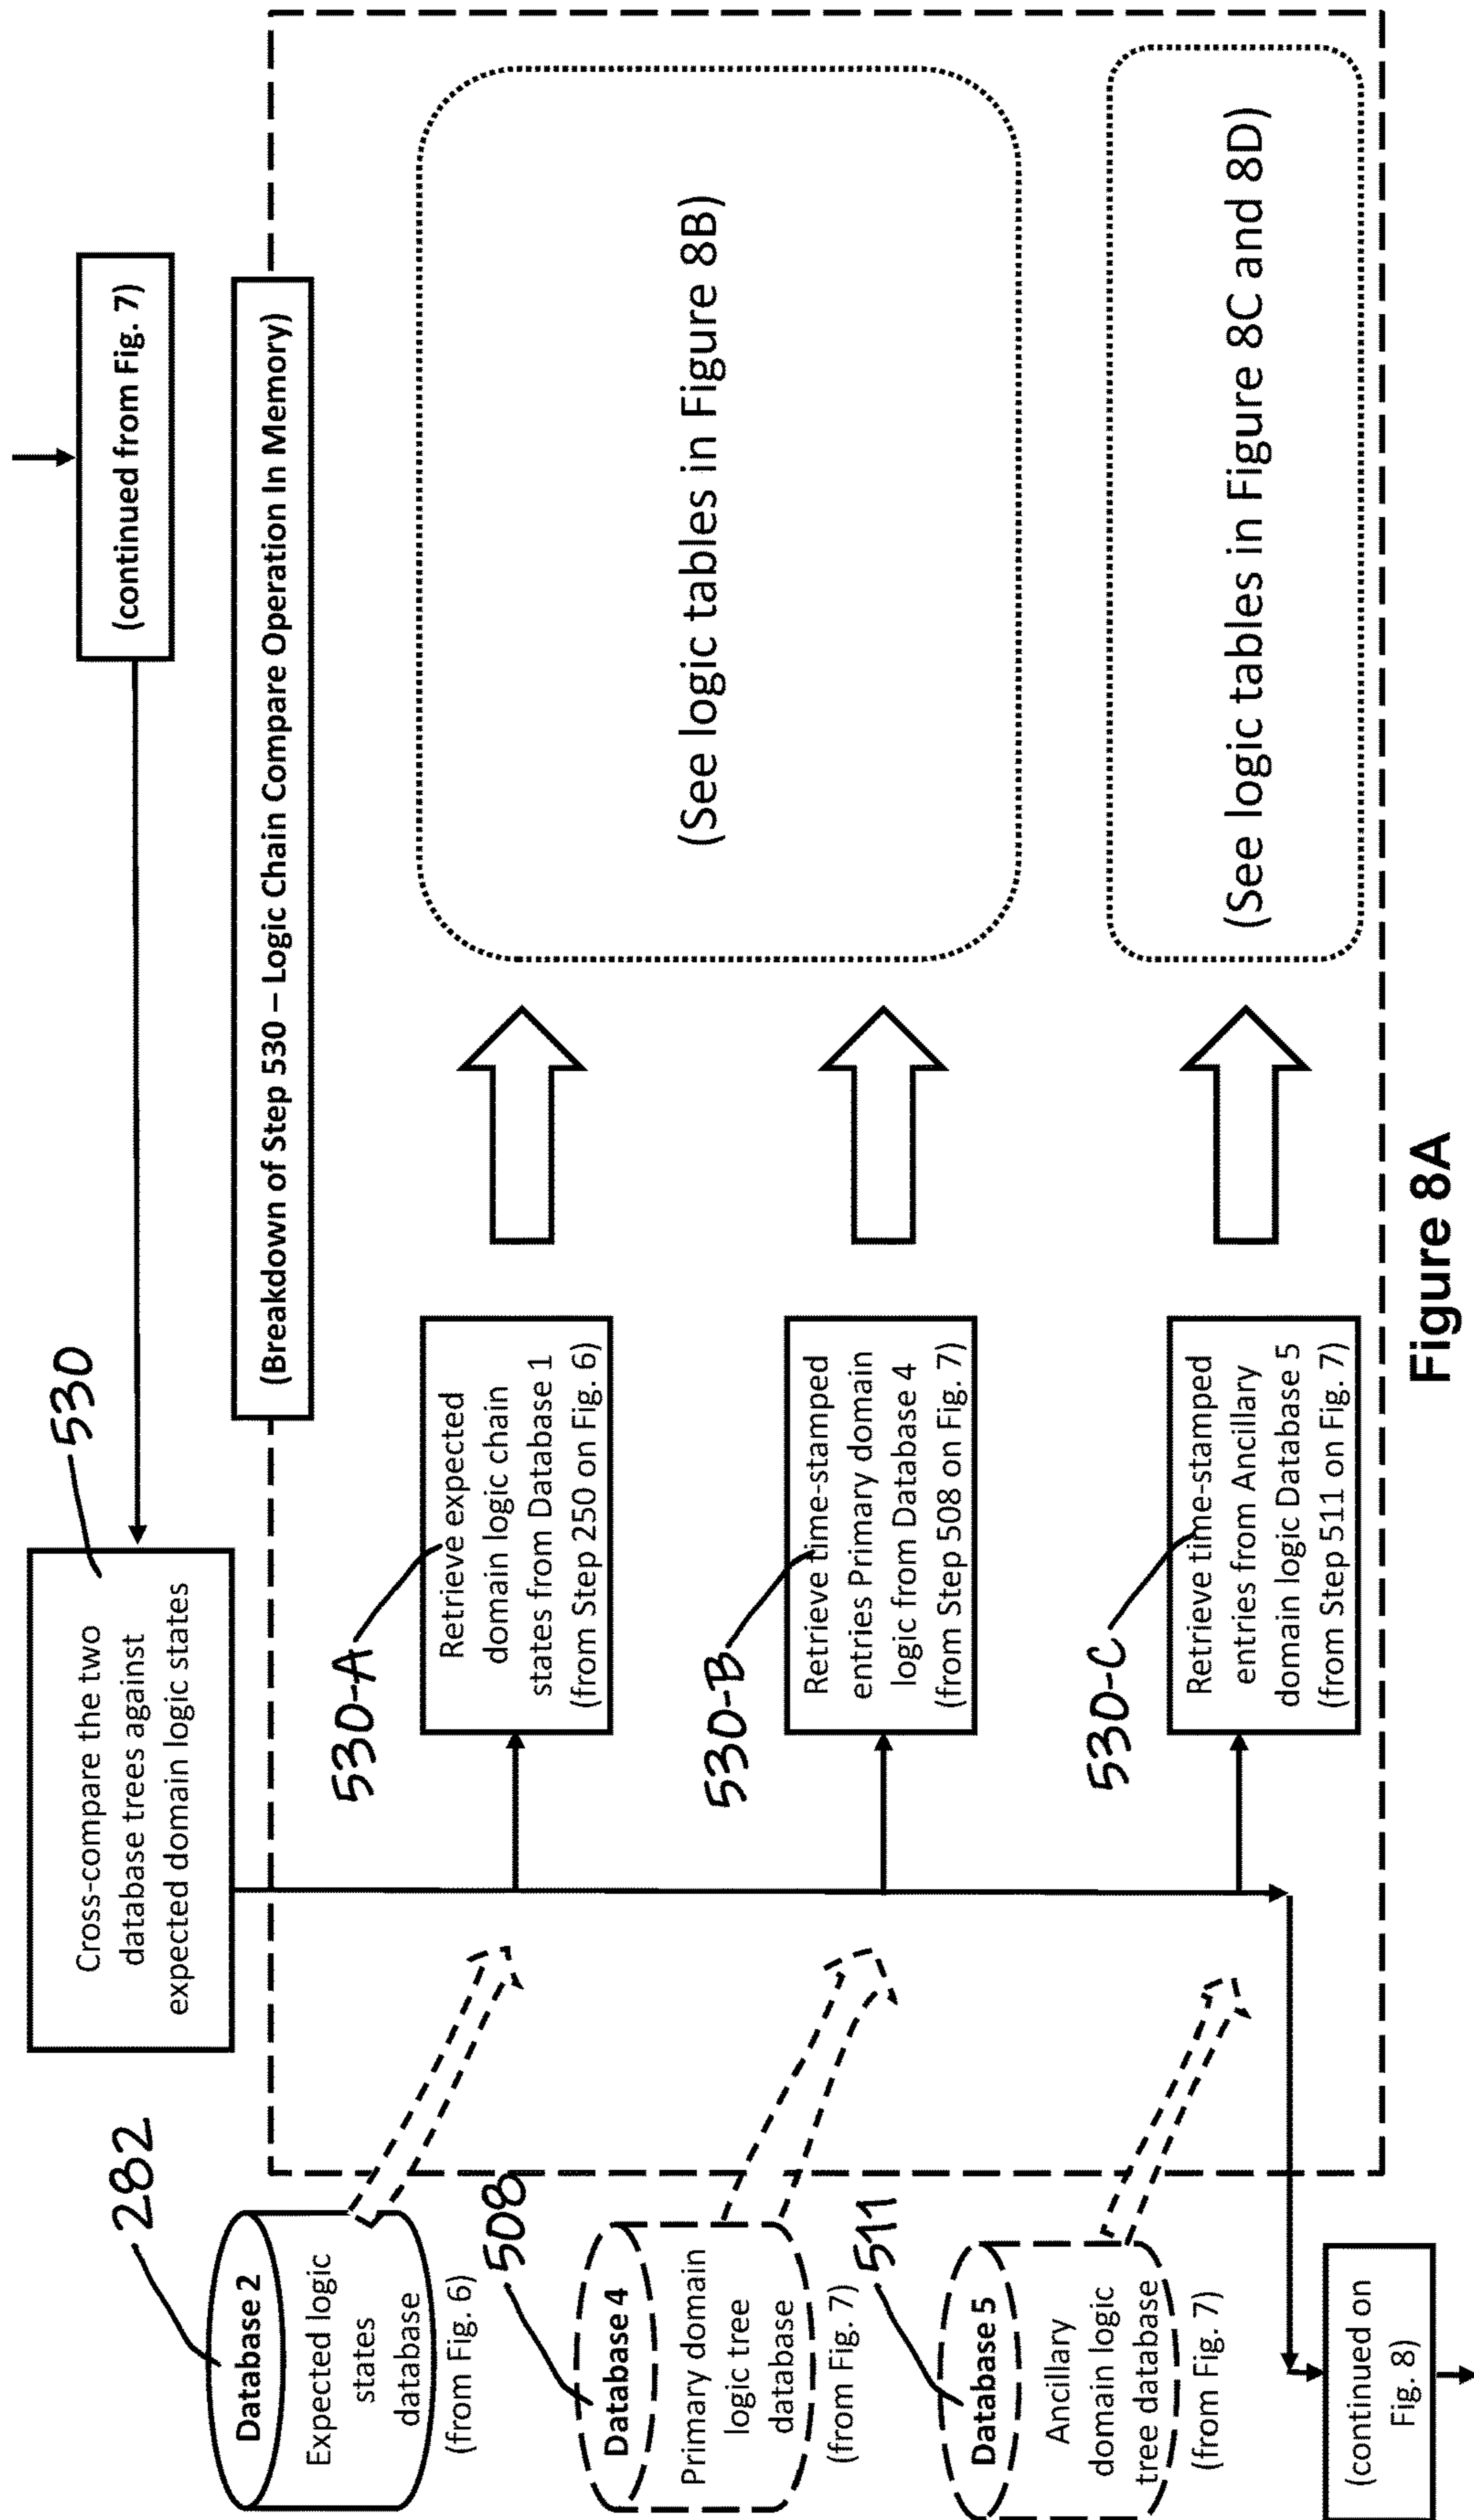 (continued from Fig. 7)
530
Cross-compare the two
database trees against
expected domain logic states
(Breakdown of Step 530 – Logic Chain Compare Operation In Memory)
282
Database 2
Expected logic
states
database
(from Fig. 6)
530-A
Retrieve expected
domain logic chain
states from Database 1
(from Step 250 on Fig. 6)
(See logic tables in Figure 8B)
508
Database 4
Primary domain
logic tree
database
(from Fig. 7)
530-B
Retrieve time-stamped
entries Primary domain
logic from Database 4
(from Step 508 on Fig. 7)
511
Database 5
Ancillary
domain logic
tree database
(from Fig. 7)
530-C
Retrieve time-stamped
entries from Ancillary
domain logic Database 5
(from Step 511 on Fig. 7)
(See logic tables in Figure 8C and 8D)
(continued on
Fig. 8)
Figure 8A